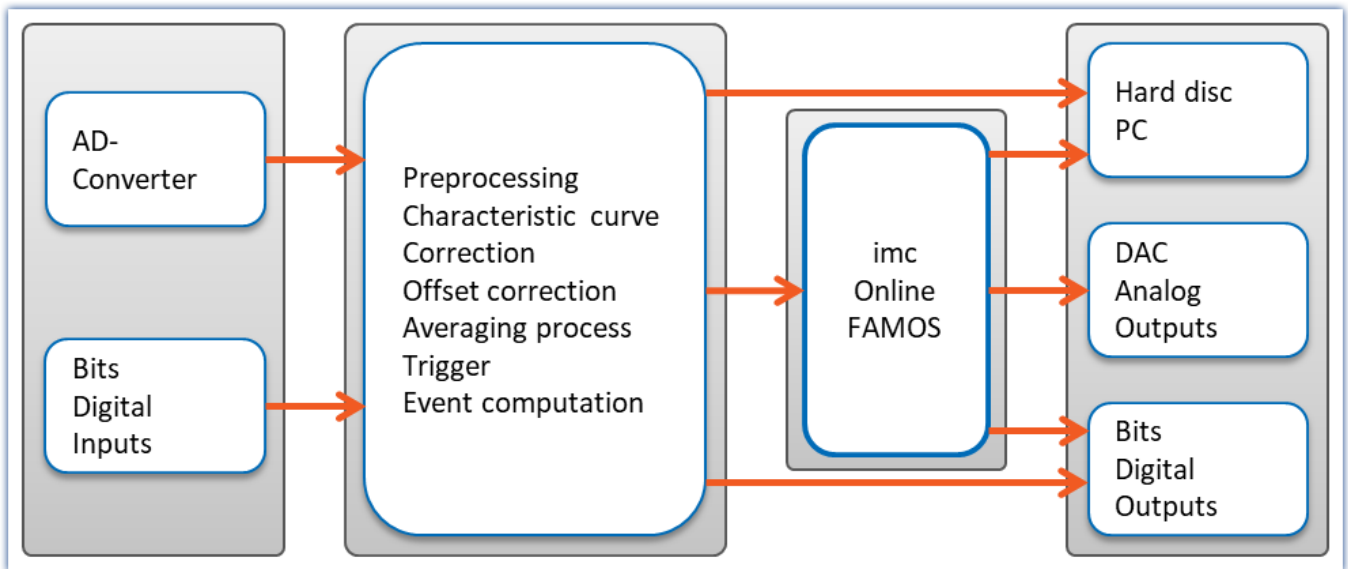 AD-
Converter
Bits
Digital
Inputs
Preprocessing
Characteristic curve
Correction
Offset correction
Averaging process
Trigger
Event computation
imc
Online
FAMOS
Hard disc
PC
DAC
Analog
Outputs
Bits
Digital
Outputs